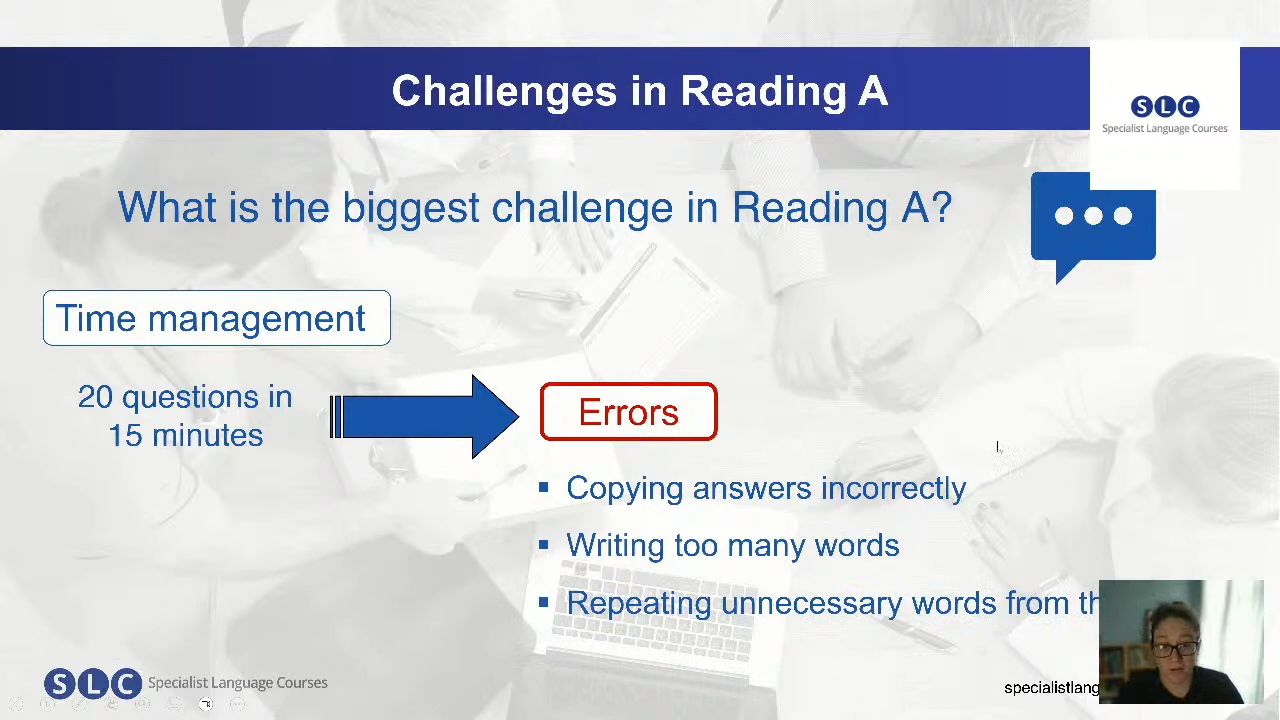 Challenges in Reading A
SLC
Specialist Language Courses
What is the biggest challenge in Reading A?
Time management
20 questions in
15 minutes
Errors
▪ Copying answers incorrectly
▪ Writing too many words
▪ Repeating unnecessary words from th
SLC Specialist Language Courses
specialistlang